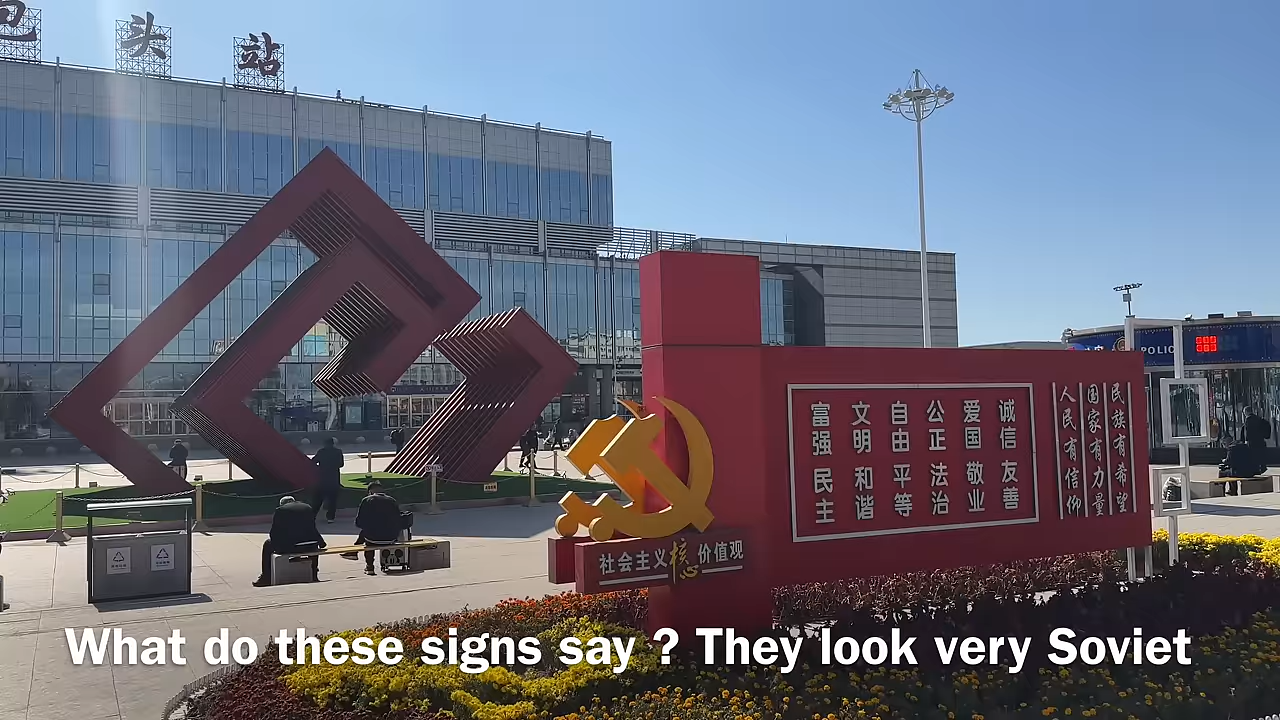 包头站
POLICE
富强 文明 自由 公正 爱国 诚信
民主 和谐 平等 法治 敬业 友善
人民有信仰
国家有力量
民族有希望
社会主义核心价值观
What do these signs say ? They look very Soviet